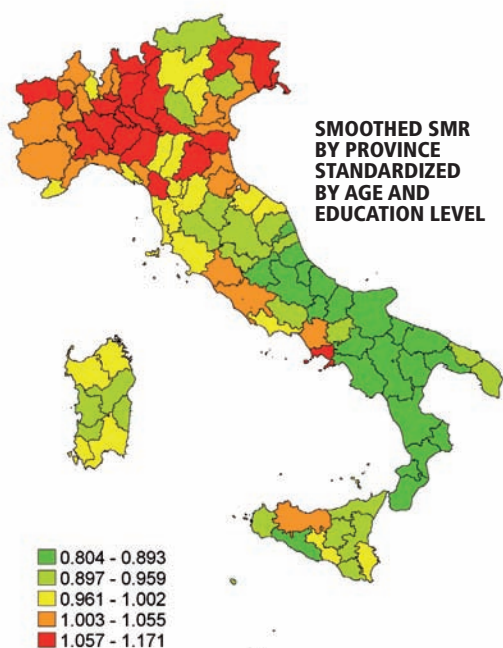 SMOOTHED SMR
BY PROVINCE
STANDARDIZED
BY AGE AND
EDUCATION LEVEL
0.804 - 0.893
0.897 - 0.959
0.961 - 1.002
1.003 - 1.055
1.057 - 1.171